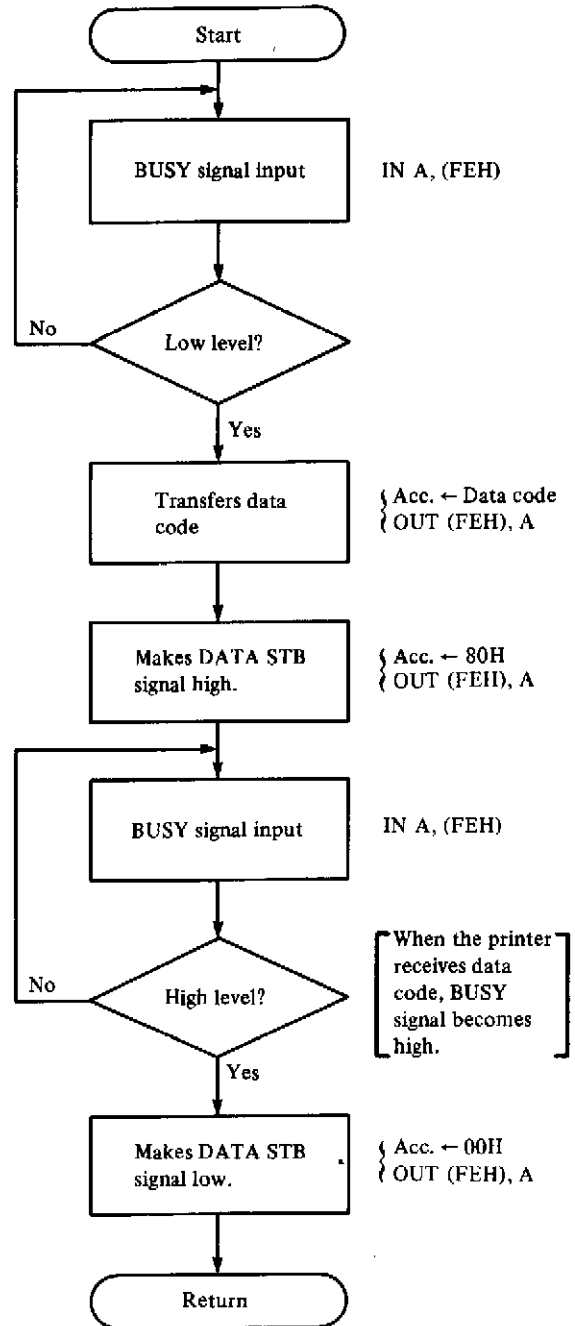 Start
BUSY signal input
IN A, (FEH)
Low level?
No
Yes
Transfers data
code
Acc. ← Data code
OUT (FEH), A
Makes DATA STB
signal high.
Acc. ← 80H
OUT (FEH), A
BUSY signal input
IN A, (FEH)
High level?
No
When the printer
receives data
code, BUSY
signal becomes
high.
Yes
Makes DATA STB
signal low.
Acc. ← 00H
OUT (FEH), A
Return